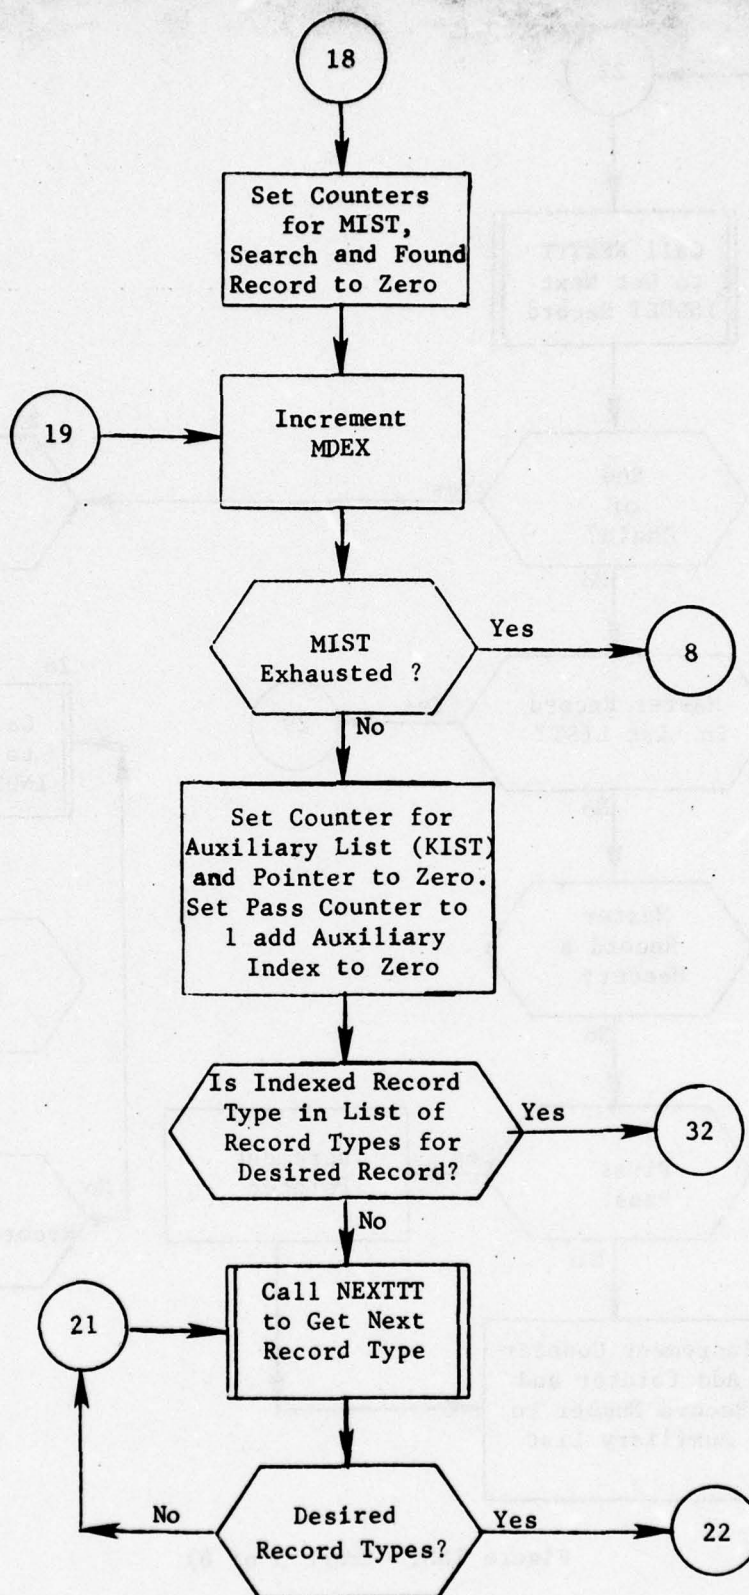 18
Set Counters
for MIST,
Search and Found
Record to Zero
19
Increment
MDEX
MIST
Exhausted ?
Yes
8
No
Set Counter for
Auxiliary List (KIST)
and Pointer to Zero.
Set Pass Counter to
1 add Auxiliary
Index to Zero
Is Indexed Record
Type in List of
Record Types for
Desired Record?
Yes
32
No
21
Call NEXTTT
to Get Next
Record Type
No
Desired
Record Types?
Yes
22